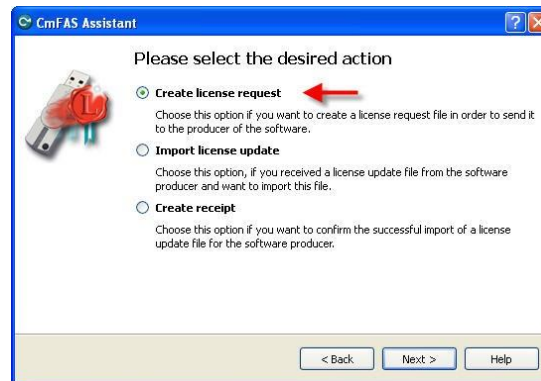 CmFAS Assistant
Please select the desired action
Create license request
Choose this option if you want to create a license request file in order to send it
to the producer of the software.
Import license update
Choose this option, if you received a license update file from the software
producer and want to import this file.
Create receipt
Choose this option if you want to confirm the successful import of a license
update file for the software producer.
< Back Next > Help